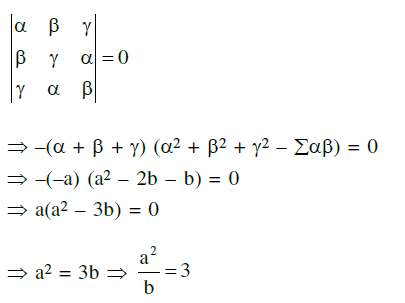 |α β γ|
|β γ α| = 0
|γ α β|
⇒ –(α + β + γ) (α² + β² + γ² – Σαβ) = 0
⇒ –(–a) (a² – 2b – b) = 0
⇒ a(a² – 3b) = 0
⇒ a² = 3b ⇒ a²/b = 3